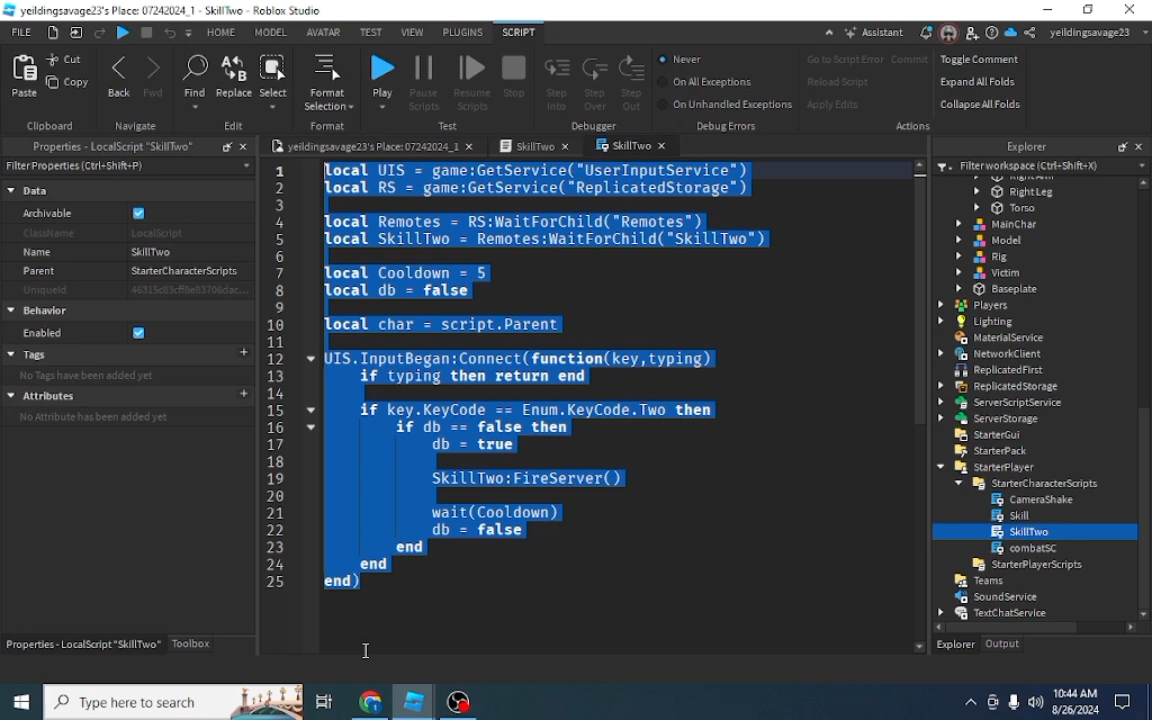 yeildingsavage23's Place: 07242024_1 - SkillTwo - Roblox Studio
FILE HOME MODEL AVATAR TEST VIEW PLUGINS SCRIPT Assistant yeildingsavage23
Paste
Cut
Copy
Clipboard
Back
Fwd
Navigate
Find
Replace
Select
Edit
Format
Selection
Format
Play
Pause
Scripts
Resume
Scripts
Stop
Test
Step
Into
Step
Over
Step
Out
Debugger
Never
On All Exceptions
On Unhandled Exceptions
Debug Errors
Go to Script Error
Commit
Reload Script
Apply Edits
Actions
Toggle Comment
Expand All Folds
Collapse All Folds
Properties - LocalScript "SkillTwo"
Filter Properties (Ctrl+Shift+P)
Data
Archivable
ClassName LocalScript
Name SkillTwo
Parent StarterCharacterScripts
UniqueId 46315c83cff8e83706dac...
Behavior
Enabled
Tags
No Tags have been added yet
Attributes
No Attribute has been added yet
Properties - LocalScript "SkillTwo" Toolbox
yeildingsavage23's Place: 07242024_1 SkillTwo SkillTwo
1 local UIS = game:GetService("UserInputService")
2 local RS = game:GetService("ReplicatedStorage")
3
4 local Remotes = RS:WaitForChild("Remotes")
5 local SkillTwo = Remotes:WaitForChild("SkillTwo")
6
7 local Cooldown = 5
8 local db = false
9
10 local char = script.Parent
11
12 UIS.InputBegan:Connect(function(key,typing)
13 if typing then return end
14
15 if key.KeyCode == Enum.KeyCode.Two then
16 if db == false then
17 db = true
18
19 SkillTwo:FireServer()
20
21 wait(Cooldown)
22 db = false
23 end
24 end
25 end)
Explorer
Filter workspace (Ctrl+Shift+X)
Right Leg
Torso
MainChar
Model
Rig
Victim
Baseplate
Players
Lighting
MaterialService
NetworkClient
ReplicatedFirst
ReplicatedStorage
ServerScriptService
ServerStorage
StarterGui
StarterPack
StarterPlayer
StarterCharacterScripts
CameraShake
Skill
SkillTwo
combatSC
StarterPlayerScripts
Teams
SoundService
TextChatService
Explorer Output
Type here to search
10:44 AM
8/26/2024